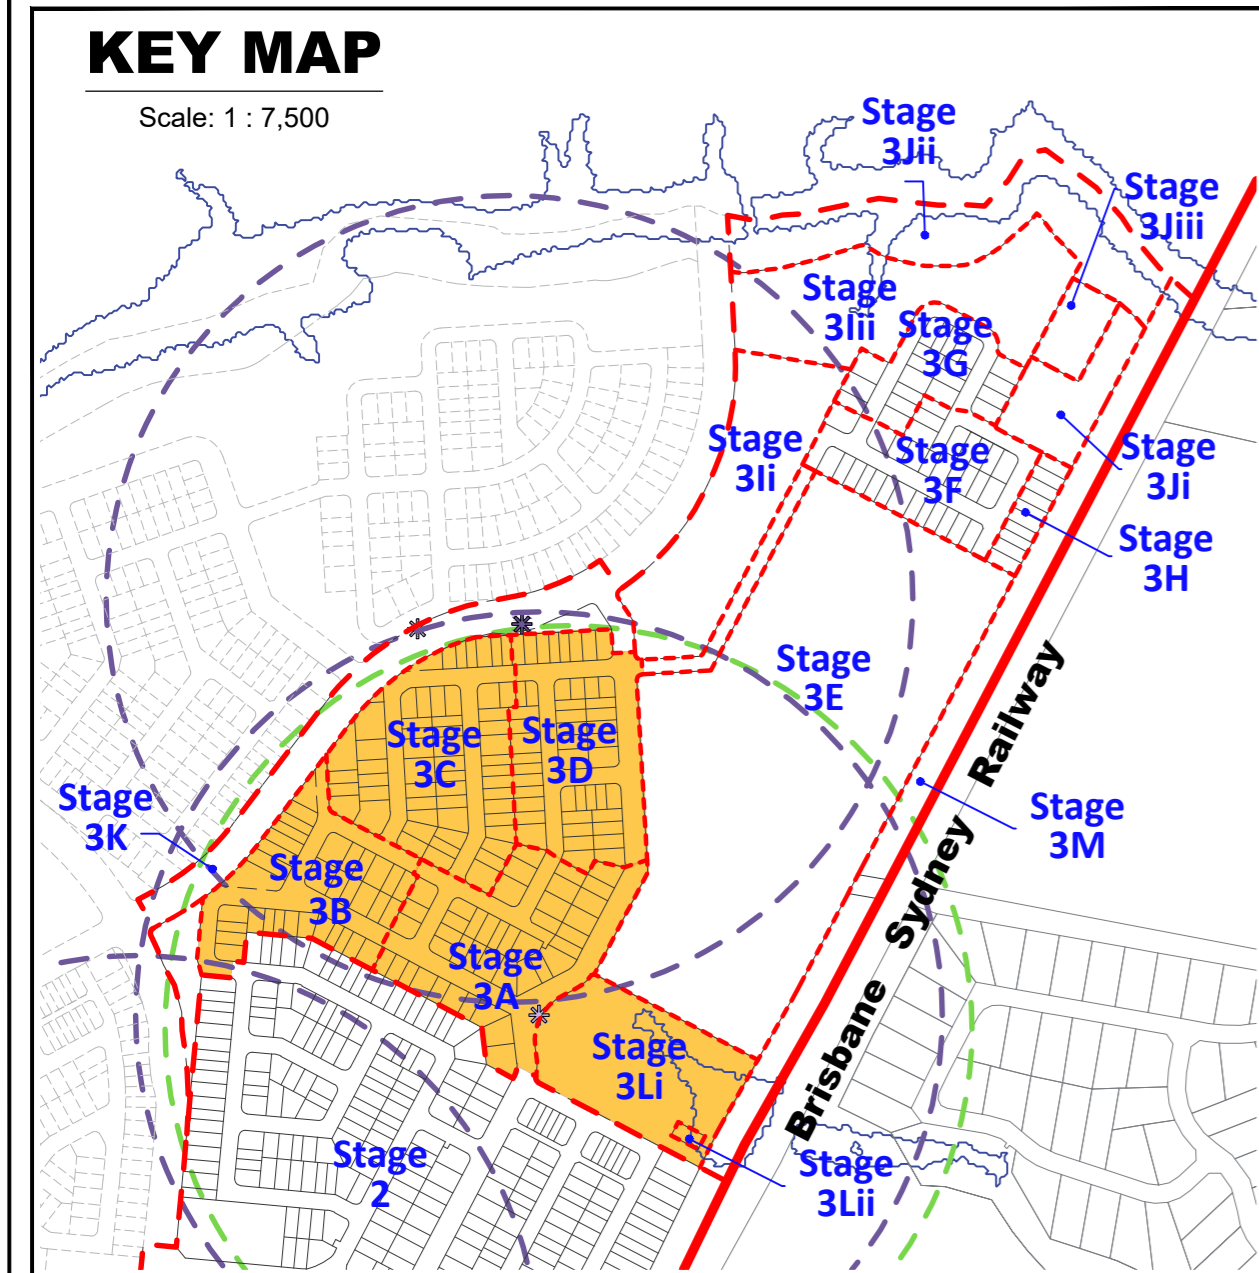 KEY MAP
Scale: 1 : 7,500
Stage
3Jii
Stage
3Jiii
Stage
3Iii
Stage
3G
Stage
3Ii
Stage
3F
Stage
3Ji
Stage
3H
Stage
3E
Stage
3C
Stage
3D
Stage
3K
Stage
3M
Stage
3B
Stage
3A
Stage
3Li
Stage
3Lii
Stage
2
Brisbane Sydney Railway